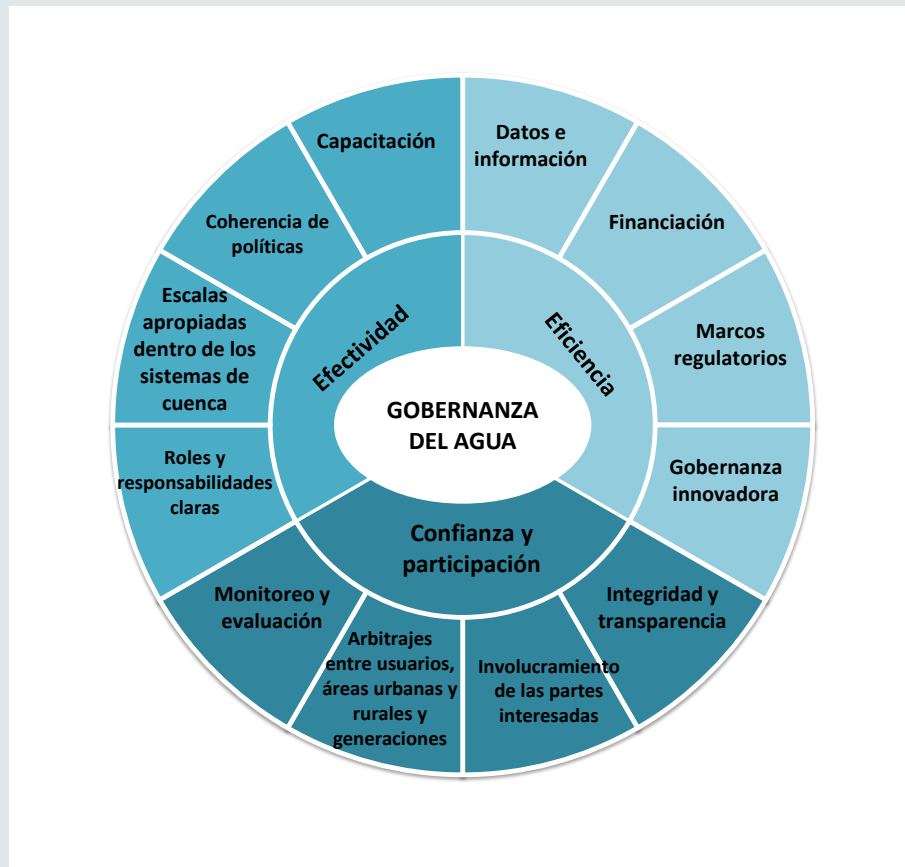 Capacitación
Datos e
información
Coherencia de
políticas
Financiación
Escalas
apropiadas
dentro de los
sistemas de
cuenca
Efectividad
Eficiencia
Marcos
regulatorios
GOBERNANZA
DEL AGUA
Roles y
responsabilidades
claras
Gobernanza
innovadora
Confianza y
participación
Monitoreo y
evaluación
Integridad y
transparencia
Arbitrajes
entre usuarios,
áreas urbanas y
rurales y
generaciones
Involucramiento
de las partes
interesadas